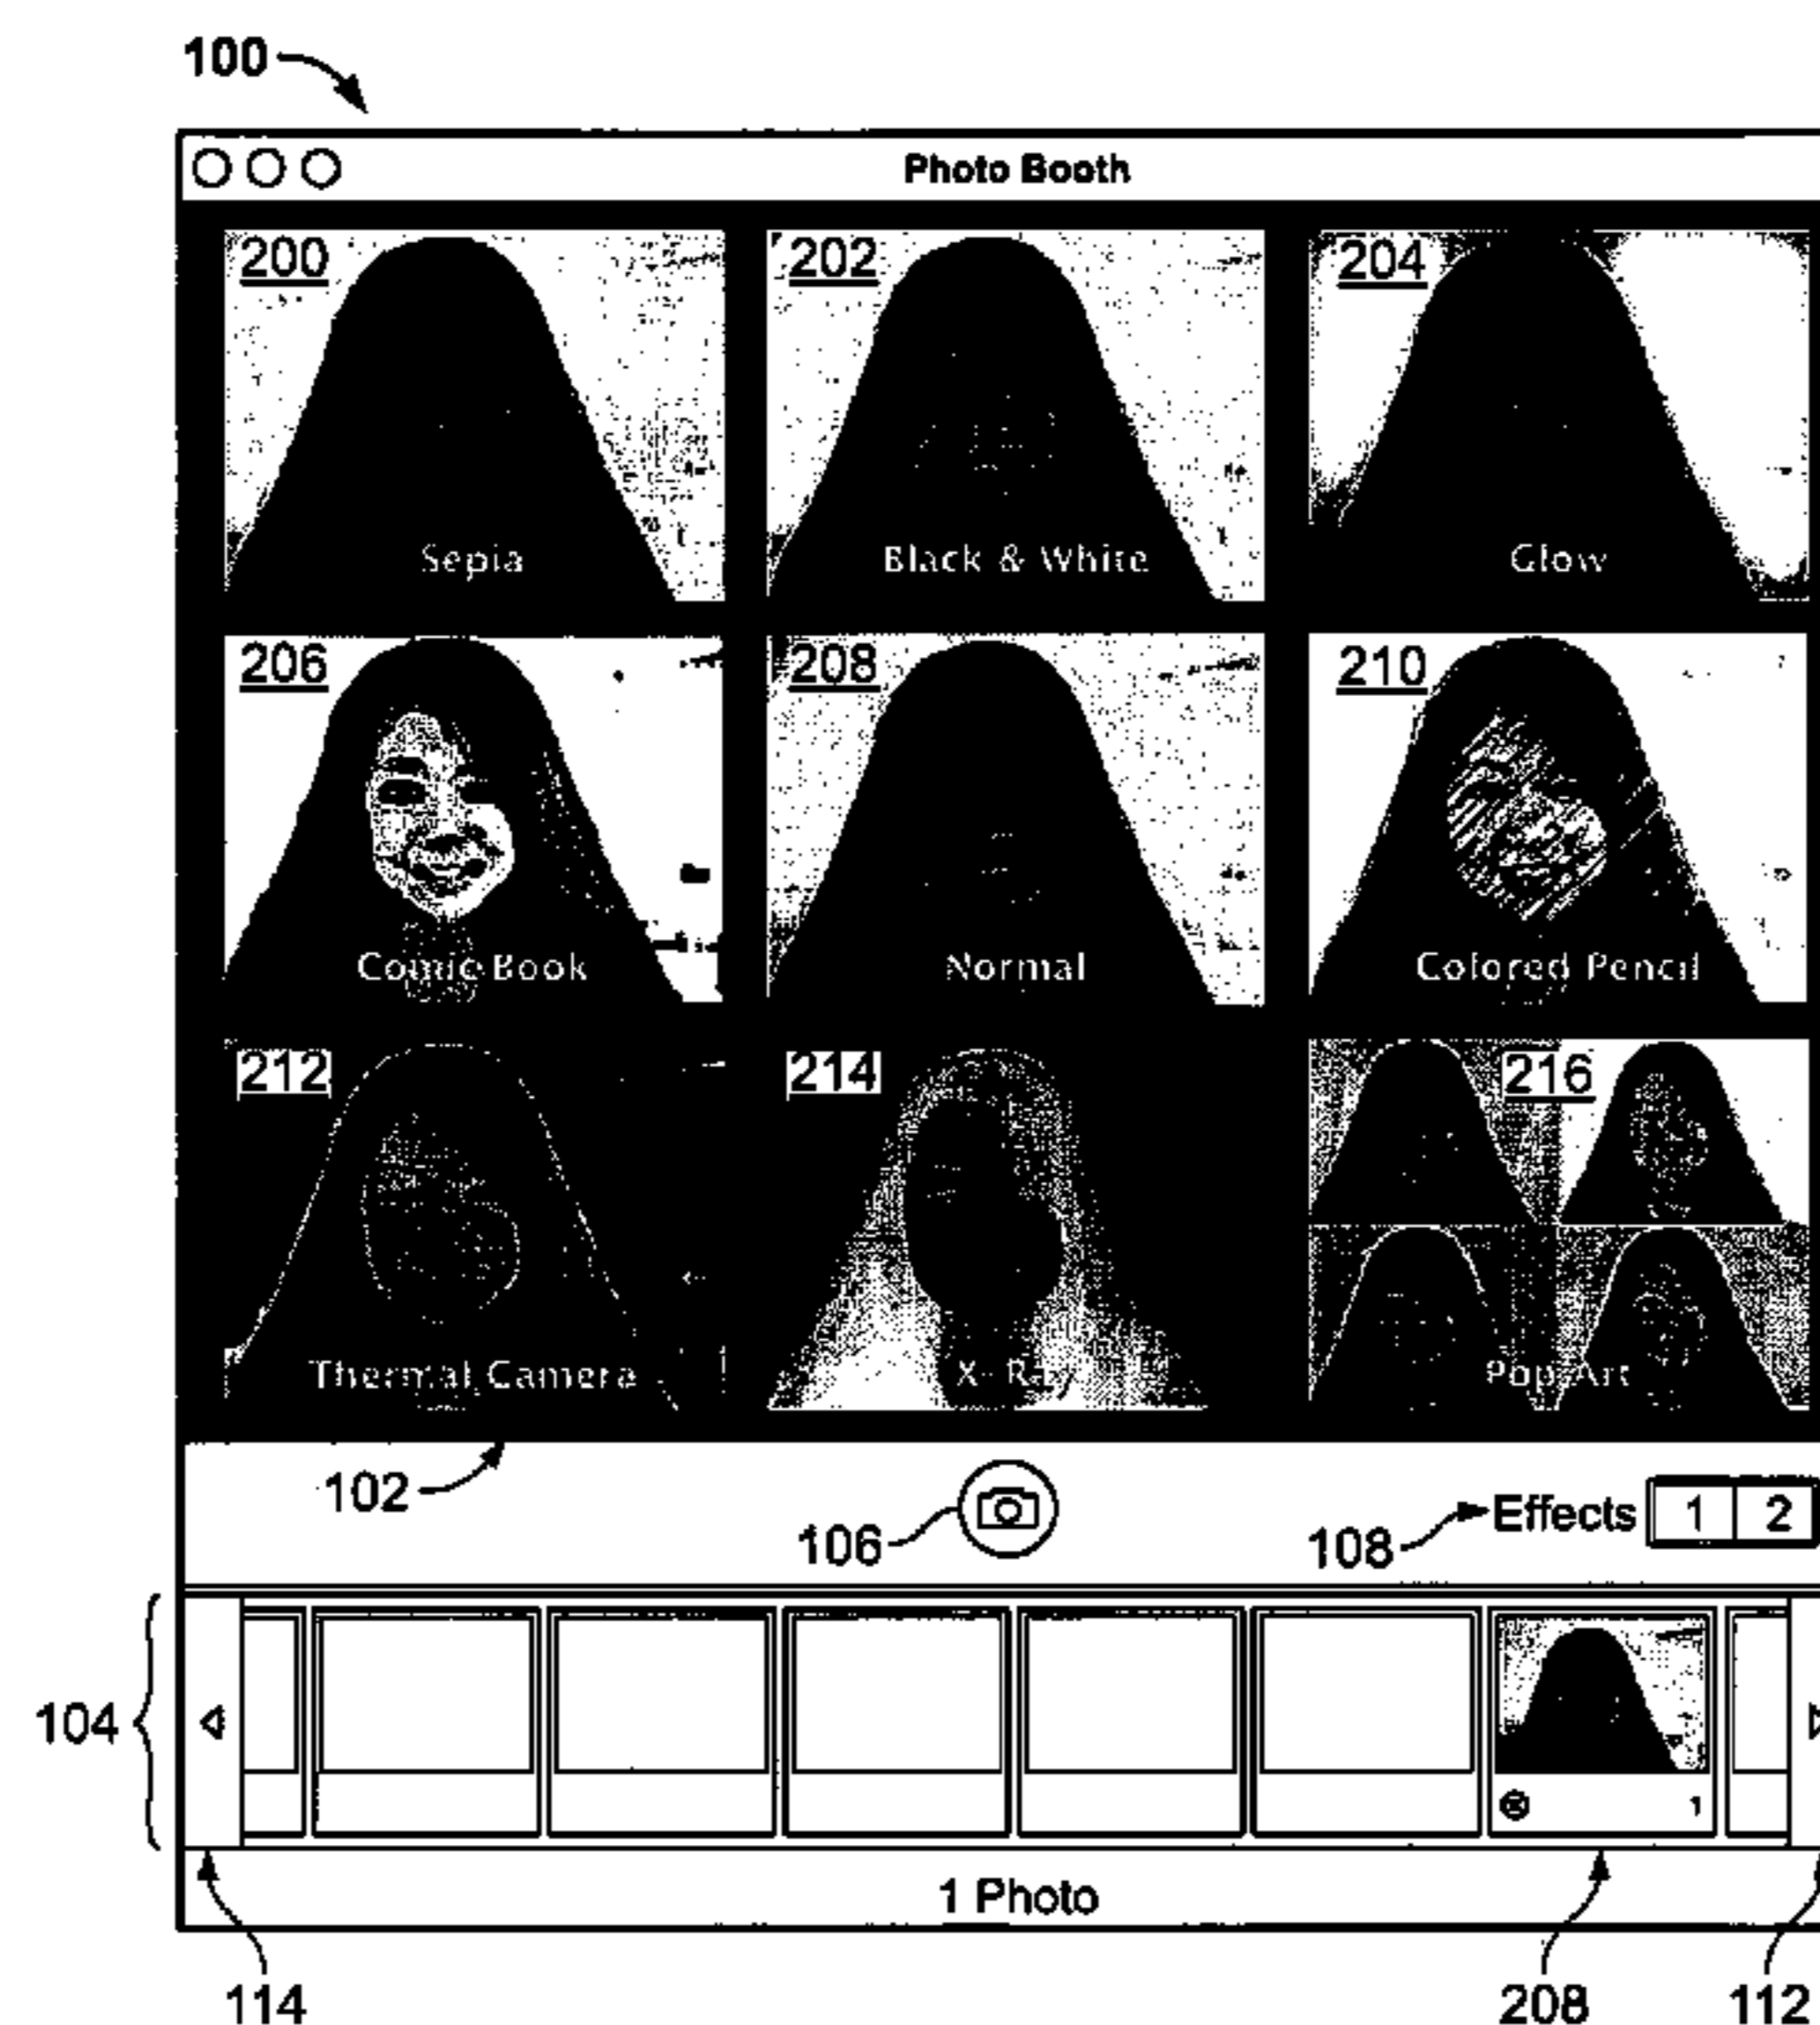 100
Photo Booth
200 202 204
Sepia Black & White Glow
206 208 210
Comic Book Normal Colored Pencil
212 214 216
Thermal Camera X-Ray Pop Art
102
106
108 Effects 1 2
104
1
1 Photo
114 208 112